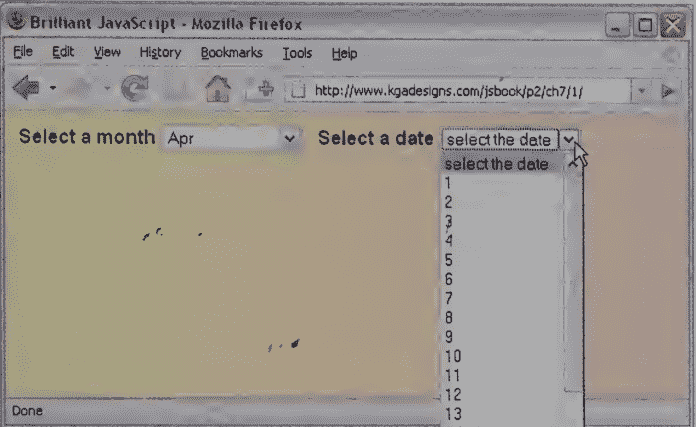 Brilliant JavaScript - Mozilla Firefox
File Edit View History Bookmarks Tools Help
http://www.kgadesigns.com/jsbook/p2/ch7/1/
Select a month Apr Select a date select the date
select the date
1
2
3
4
5
6
7
8
9
10
11
12
13
Done